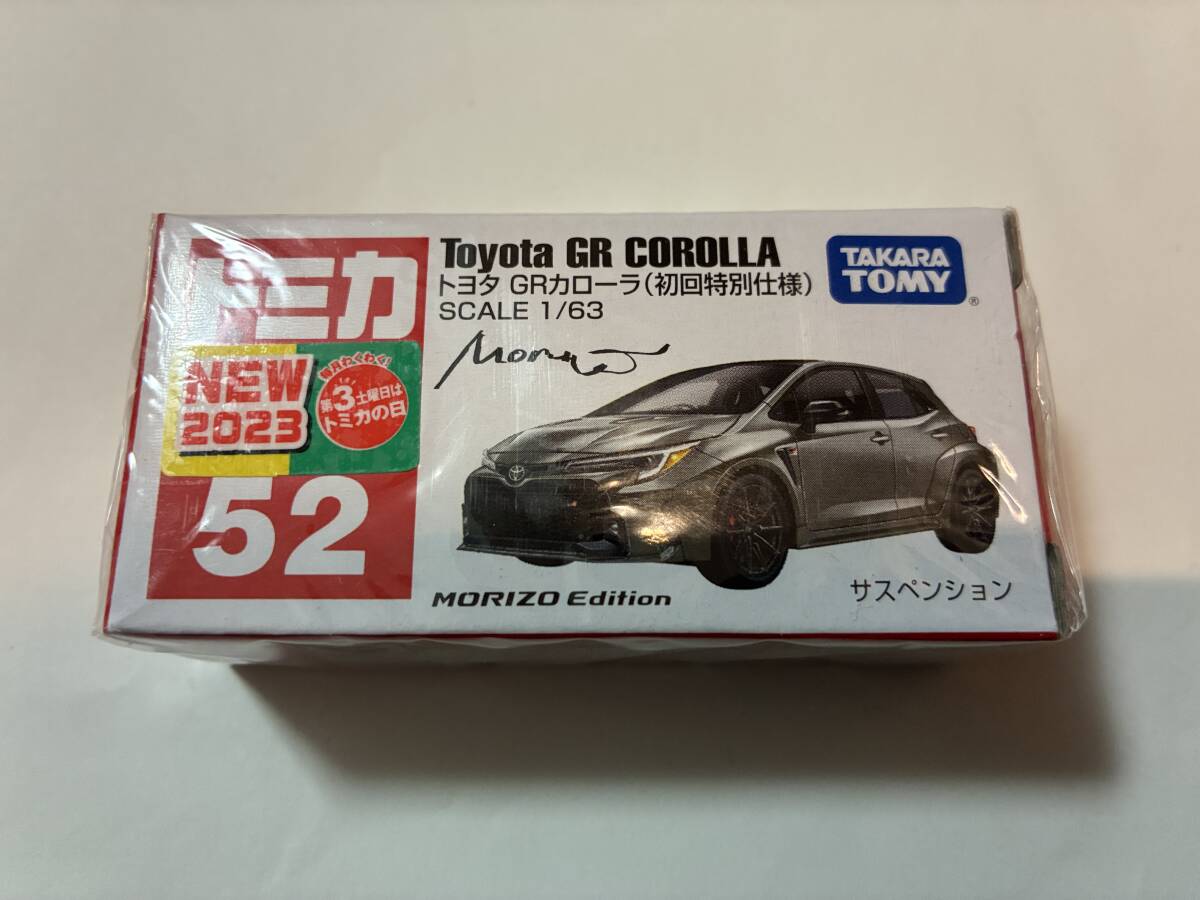 トミカ
NEW
2023
毎月わくわく!
第3土曜日は
トミカの日
52
Toyota GR COROLLA
トヨタ GRカローラ(初回特別仕様)
SCALE 1/63
Morizo
MORIZO Edition
TAKARA
TOMY
®
サスペンション